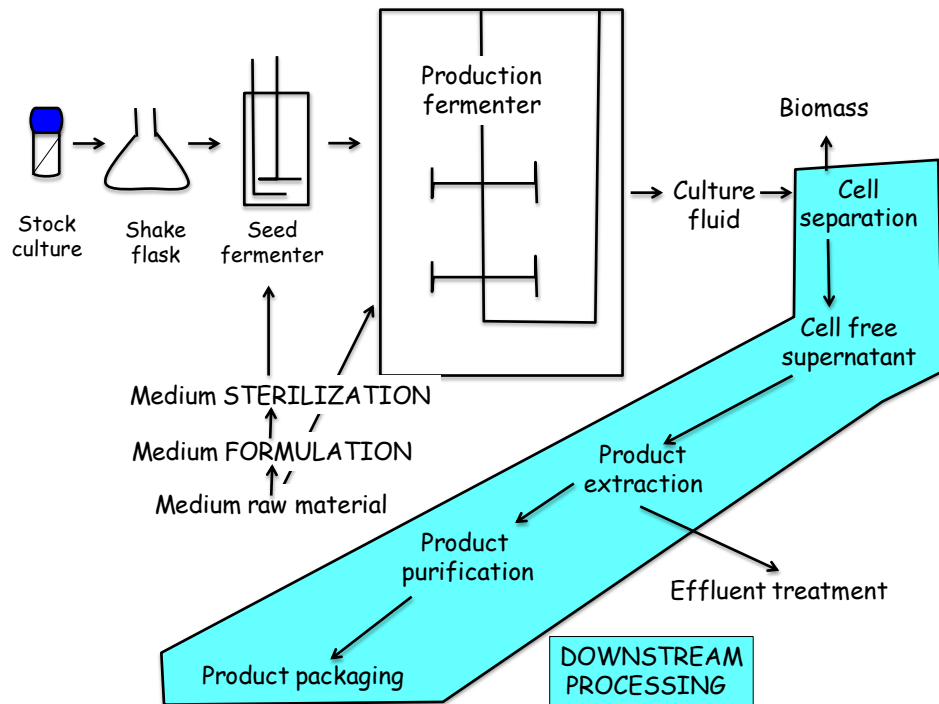 Production
fermenter
Biomass
Stock
culture
Shake
flask
Seed
fermenter
Culture
fluid
Cell
separation
Cell free
supernatant
Medium STERILIZATION
Medium FORMULATION
Medium raw material
Product
extraction
Product
purification
Effluent treatment
Product packaging
DOWNSTREAM
PROCESSING